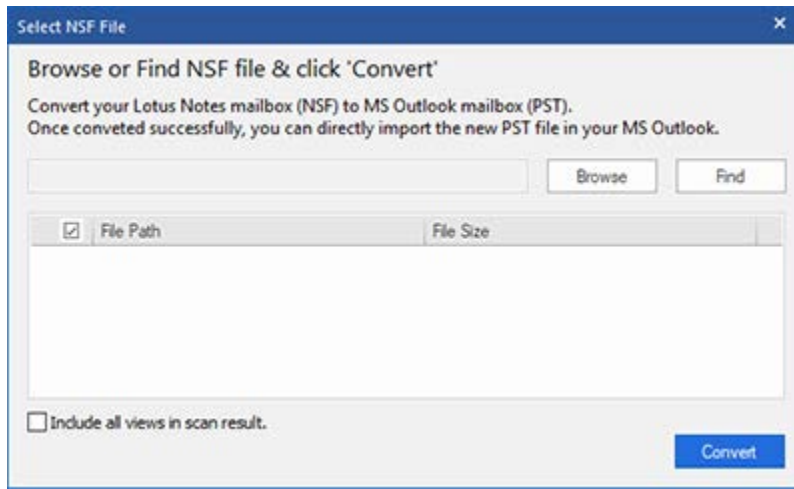 Select NSF File
Browse or Find NSF file & click 'Convert'
Convert your Lotus Notes mailbox (NSF) to MS Outlook mailbox (PST).
Once conveted successfully, you can directly import the new PST file in your MS Outlook.
Browse Find
File Path File Size
Include all views in scan result.
Convert